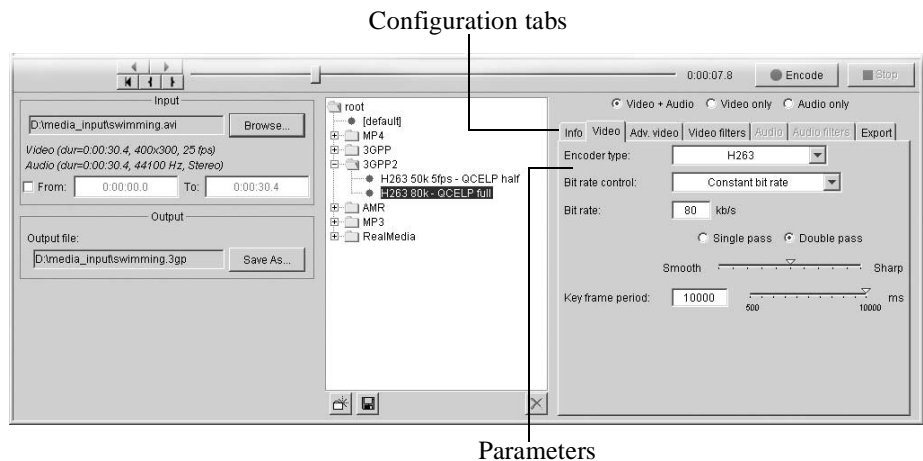 Configuration tabs
0:00:07.8
Encode
Stop
Input
D:\media_input\swimming.avi
Browse...
Video (dur=0:00:30.4, 400x300, 25 fps)
Audio (dur=0:00:30.4, 44100 Hz, Stereo)
From:
0:00:00.0
To:
0:00:30.4
Output
Output file:
D:\media_input\swimming.3gp
Save As...
root
[default]
MP4
3GPP
3GPP2
H263 50k 5fps - QCELP half
H263 80k - QCELP full
AMR
MP3
RealMedia
Video + Audio
Video only
Audio only
Info
Video
Adv. video
Video filters
Audio
Audio filters
Export
Encoder type:
H263
Bit rate control:
Constant bit rate
Bit rate:
80
kb/s
Single pass
Double pass
Smooth
Sharp
Key frame period:
10000
500
10000
ms
Parameters